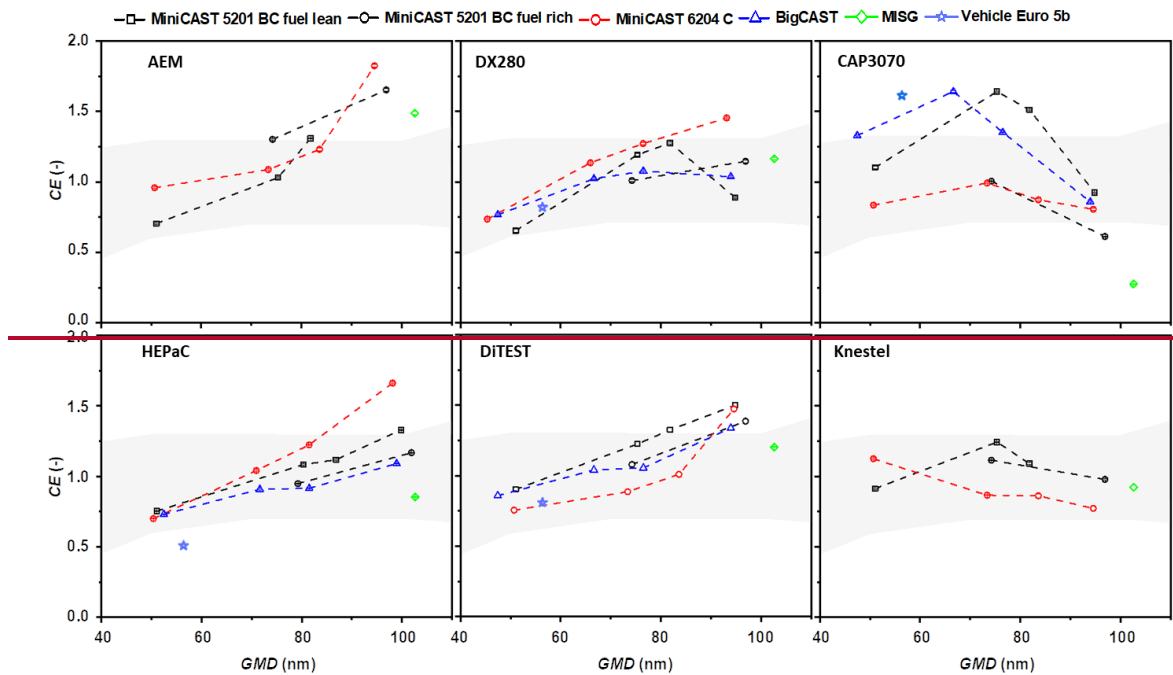 MiniCAST 5201 BC fuel lean MiniCAST 5201 BC fuel rich MiniCAST 6204 C BigCAST MISG Vehicle Euro 5b
AEM DX280 CAP3070
2.0
1.5
1.0
0.5
0.0
CE (-)
HEPaC DiTEST Knestel
2.0
1.5
1.0
0.5
0.0
CE (-)
40 60 80 100 40 60 80 100 40 60 80 100
GMD (nm) GMD (nm) GMD (nm)